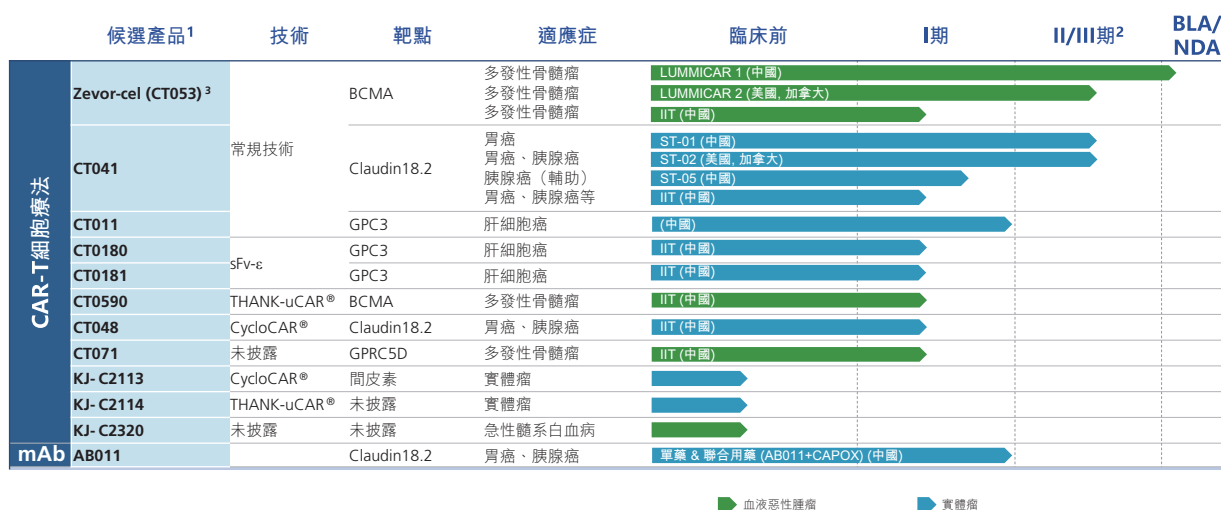 候選產品1 技術 靶點 適應症 臨床前 I期 II/III期2 BLA/
NDA
CAR-T細胞療法
Zevor-cel (CT053) 3 常規技術 BCMA 多發性骨髓瘤 LUMMICAR 1 (中國)
多發性骨髓瘤 LUMMICAR 2 (美國, 加拿大)
多發性骨髓瘤 IIT (中國)
CT041 Claudin18.2 胃癌 ST-01 (中國)
胃癌、胰腺癌 ST-02 (美國, 加拿大)
胰腺癌（輔助） ST-05 (中國)
胃癌、胰腺癌等 IIT (中國)
CT011 GPC3 肝細胞癌 (中國)
CT0180 sFv-ε GPC3 肝細胞癌 IIT (中國)
CT0181 GPC3 肝細胞癌 IIT (中國)
CT0590 THANK-uCAR® BCMA 多發性骨髓瘤 IIT (中國)
CT048 CycloCAR® Claudin18.2 胃癌、胰腺癌 IIT (中國)
CT071 未披露 GPRC5D 多發性骨髓瘤 IIT (中國)
KJ- C2113 CycloCAR® 間皮素 實體瘤
KJ- C2114 THANK-uCAR® 未披露 實體瘤
KJ- C2320 未披露 未披露 急性髓系白血病
mAb AB011 Claudin18.2 胃癌、胰腺癌 單藥 & 聯合用藥 (AB011+CAPOX) (中國)
血液惡性腫瘤 實體瘤